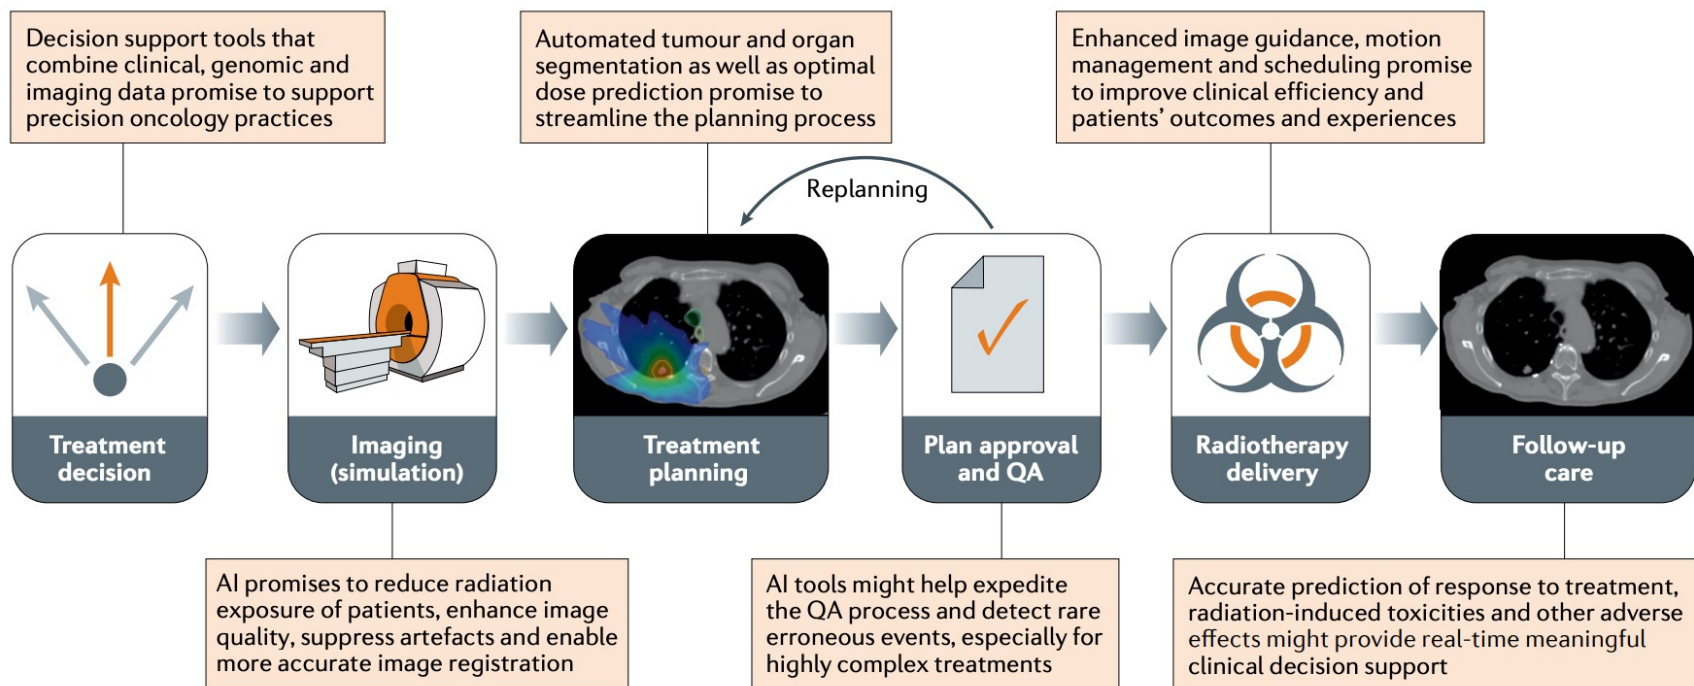 Decision support tools that
combine clinical, genomic and
imaging data promise to support
precision oncology practices
Automated tumour and organ
segmentation as well as optimal
dose prediction promise to
streamline the planning process
Enhanced image guidance, motion
management and scheduling promise
to improve clinical efficiency and
patients’ outcomes and experiences
Replanning
Treatment
decision
Imaging
(simulation)
Treatment
planning
Plan approval
and QA
Radiotherapy
delivery
Follow-up
care
AI promises to reduce radiation
exposure of patients, enhance image
quality, suppress artefacts and enable
more accurate image registration
AI tools might help expedite
the QA process and detect rare
erroneous events, especially for
highly complex treatments
Accurate prediction of response to treatment,
radiation-induced toxicities and other adverse
effects might provide real-time meaningful
clinical decision support